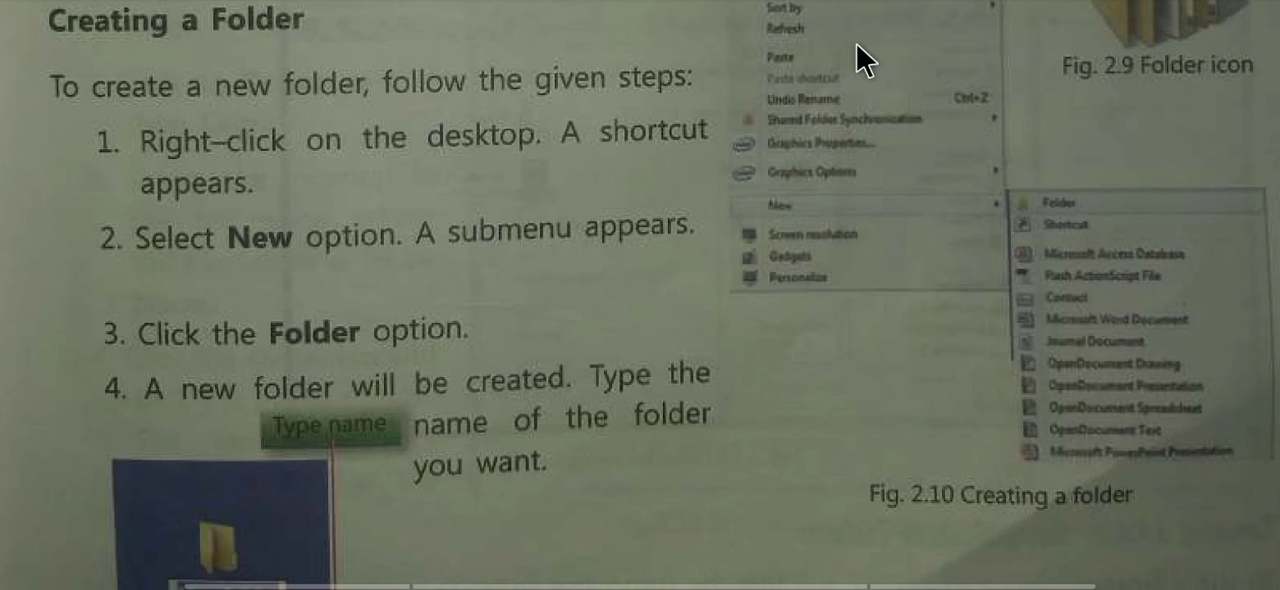 Creating a Folder
To create a new folder, follow the given steps:
1. Right–click on the desktop. A shortcut
appears.
2. Select New option. A submenu appears.
3. Click the Folder option.
4. A new folder will be created. Type the
name of the folder
you want.
Type name
Sort by
Refresh
Paste
Paste shortcut
Undo Rename Ctrl+Z
Shared Folder Synchronization
Graphics Properties...
Graphics Options
New
Screen resolution
Gadgets
Personalize
Folder
Shortcut
Microsoft Access Database
Flash ActionScript File
Contact
Microsoft Word Document
Journal Document
OpenDocument Drawing
OpenDocument Presentation
OpenDocument Spreadsheet
OpenDocument Text
Microsoft PowerPoint Presentation
Fig. 2.9 Folder icon
Fig. 2.10 Creating a folder